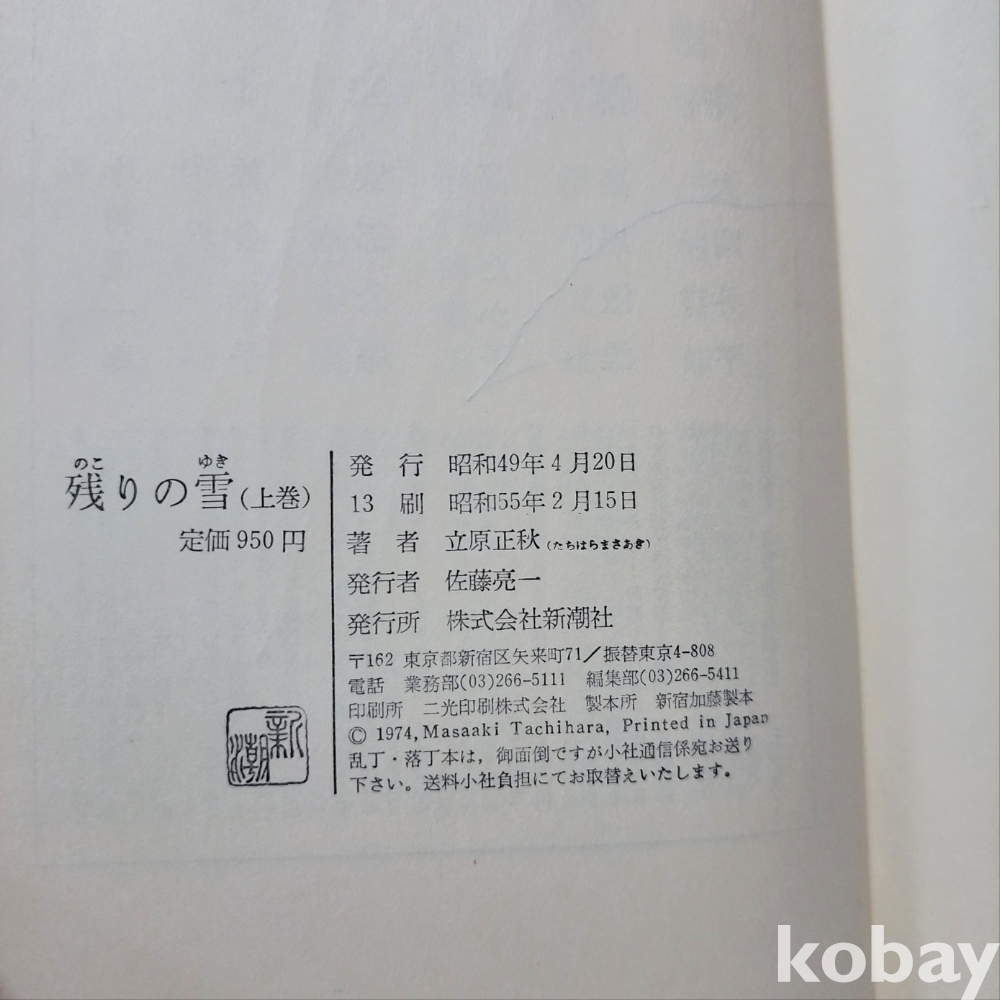 残りの雪(上巻)
のこ ゆき
定価950円
発行 昭和49年4月20日
13刷 昭和55年2月15日
著者 立原正秋(たちはらまさあき)
発行者 佐藤亮一
発行所 株式会社新潮社
〒162 東京都新宿区矢来町71/振替東京4-808
電話 業務部(03)266-5111 編集部(03)266-5411
印刷所 二光印刷株式会社 製本所 新宿加藤製本
© 1974, Masaaki Tachihara, Printed in Japan
乱丁・落丁本は，御面倒ですが小社通信係宛お送り
下さい。送料小社負担にてお取替えいたします。
新潮
kobay